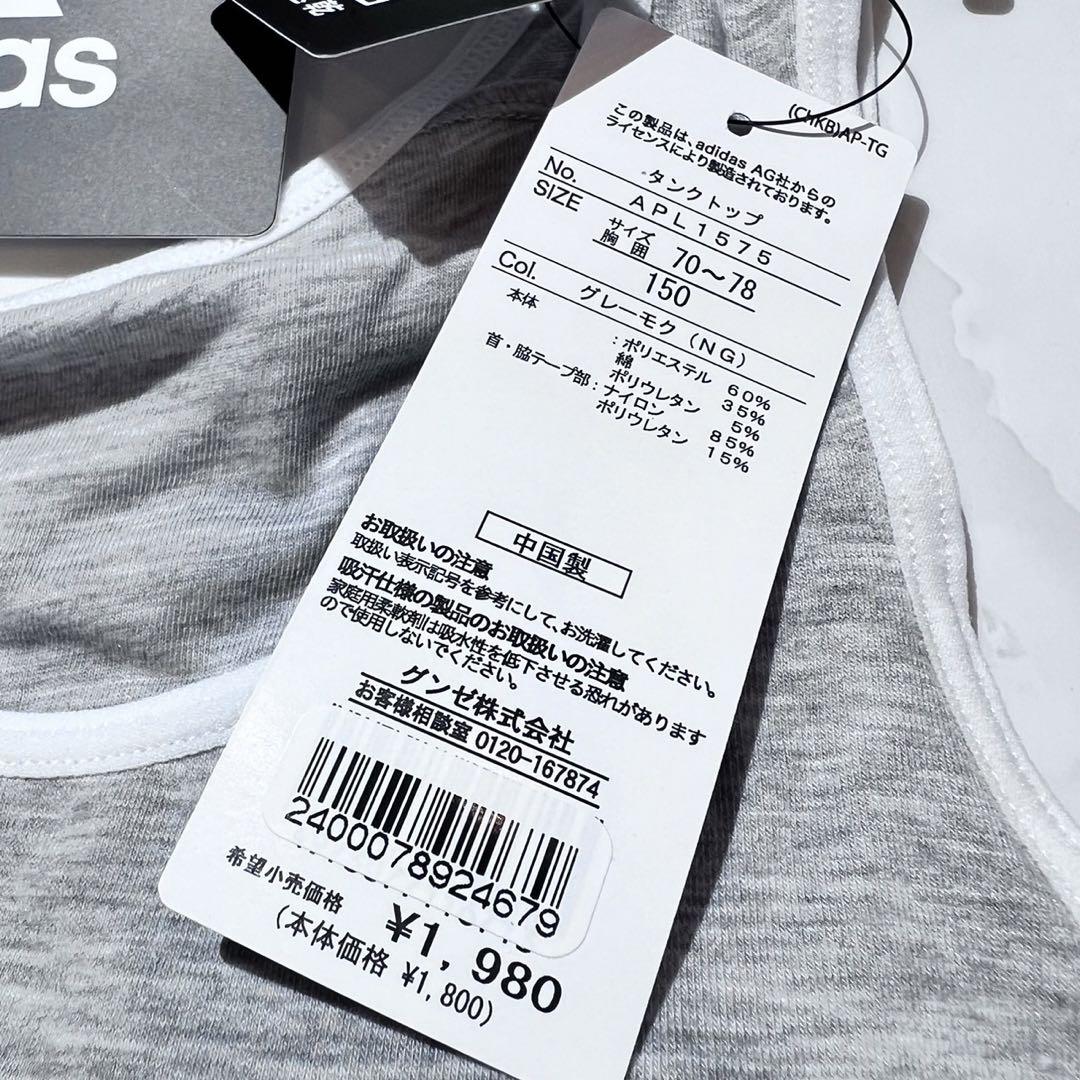 as
(CHKB)AP-TG
この製品は、adidas AG社からの
ライセンスにより製造されております。
タンクトップ
No. APL1575
SIZE サイズ 胸囲 70～78
150
Col. グレーモク(NG)
本体 :ポリエステル 60%
綿 35%
ポリウレタン 5%
首・脇テープ部:ナイロン 85%
ポリウレタン 15%
中国製
お取扱いの注意
取扱い表示記号を参考にして、お洗濯してください。
吸汗仕様の製品のお取扱いの注意
家庭用柔軟剤は吸水性を低下させる恐れがあります
ので使用しないでください。
グンゼ株式会社
お客様相談室 0120-167874
2400078924679
希望小売価格 ¥1,980
(本体価格 ¥1,800)